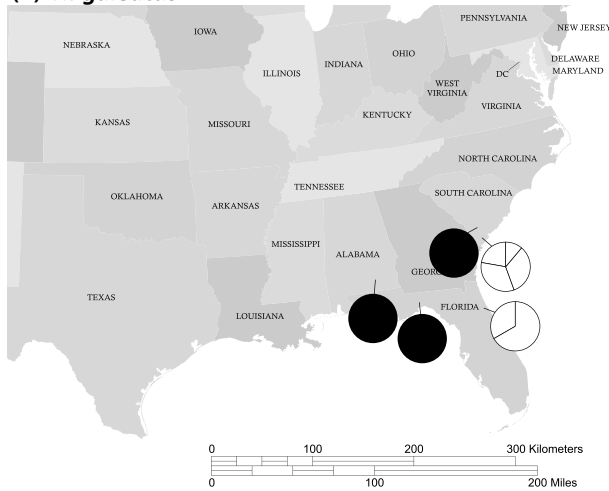 PENNSYLVANIA
NEW JERSEY
IOWA
NEBRASKA
OHIO
INDIANA
ILLINOIS
DELAWARE
MARYLAND
DC
WEST
VIRGINIA
VIRGINIA
KENTUCKY
KANSAS
MISSOURI
NORTH CAROLINA
TENNESSEE
SOUTH CAROLINA
OKLAHOMA
ARKANSAS
MISSISSIPPI
ALABAMA
TEXAS
FLORIDA
LOUISIANA
0 100 200 300 Kilometers
0 100 200 Miles